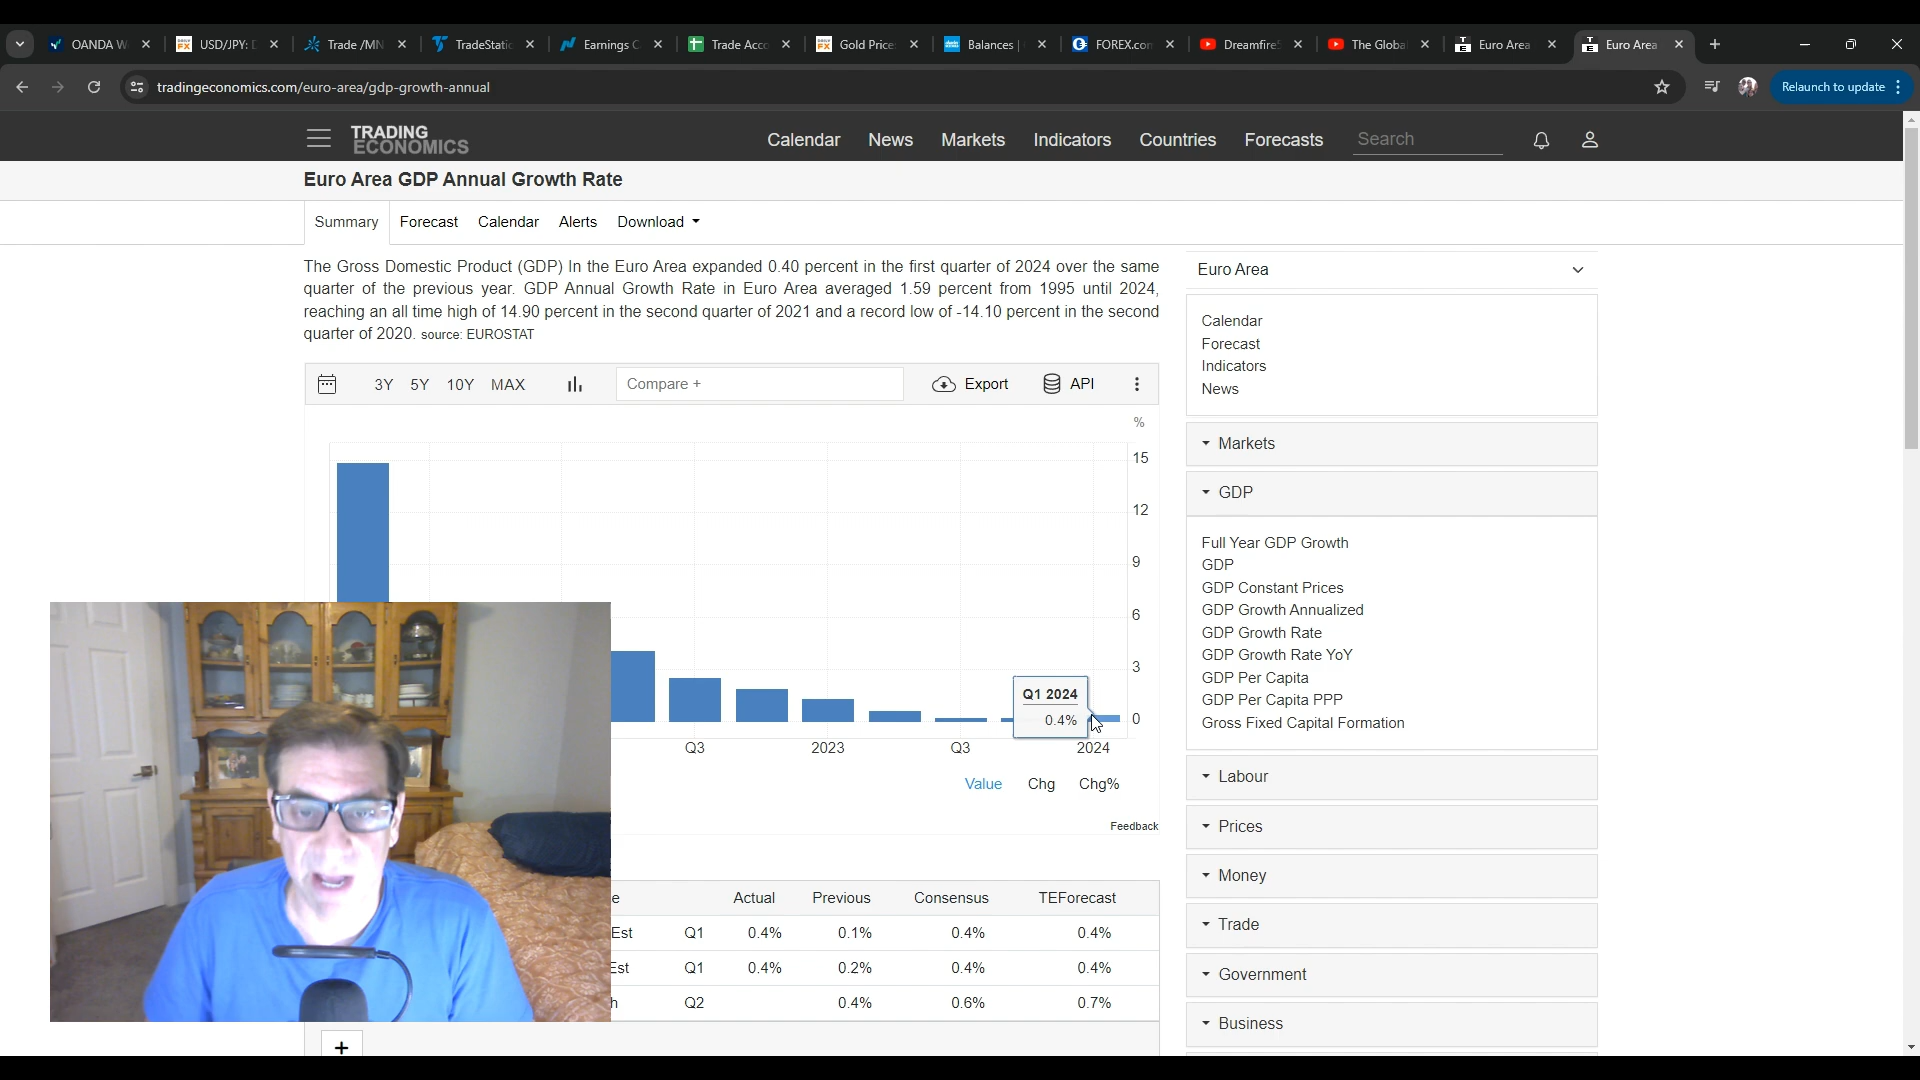 OANDA W
USD/JPY:
Trade /MN
TradeStatio
Earnings C
Trade Acco
Gold Price
Balances |
FOREX.com
DreamfireS
The Globa
Euro Area
Euro Area
tradingeconomics.com/euro-area/gdp-growth-annual
Relaunch to update
TRADING
ECONOMICS
Calendar News Markets Indicators Countries Forecasts Search
Euro Area GDP Annual Growth Rate
Summary Forecast Calendar Alerts Download
The Gross Domestic Product (GDP) In the Euro Area expanded 0.40 percent in the first quarter of 2024 over the same
quarter of the previous year. GDP Annual Growth Rate in Euro Area averaged 1.59 percent from 1995 until 2024,
reaching an all time high of 14.90 percent in the second quarter of 2021 and a record low of -14.10 percent in the second
quarter of 2020. source: EUROSTAT
3Y 5Y 10Y MAX Compare + Export API
%
15
12
9
6
3
0
Q1 2024
0.4%
Q3 2023 Q3 2024
Value Chg Chg%
Feedback
e Actual Previous Consensus TEForecast
Est Q1 0.4% 0.1% 0.4% 0.4%
Est Q1 0.4% 0.2% 0.4% 0.4%
h Q2 0.4% 0.6% 0.7%
+
Euro Area
Calendar
Forecast
Indicators
News
Markets
GDP
Full Year GDP Growth
GDP
GDP Constant Prices
GDP Growth Annualized
GDP Growth Rate
GDP Growth Rate YoY
GDP Per Capita
GDP Per Capita PPP
Gross Fixed Capital Formation
Labour
Prices
Money
Trade
Government
Business